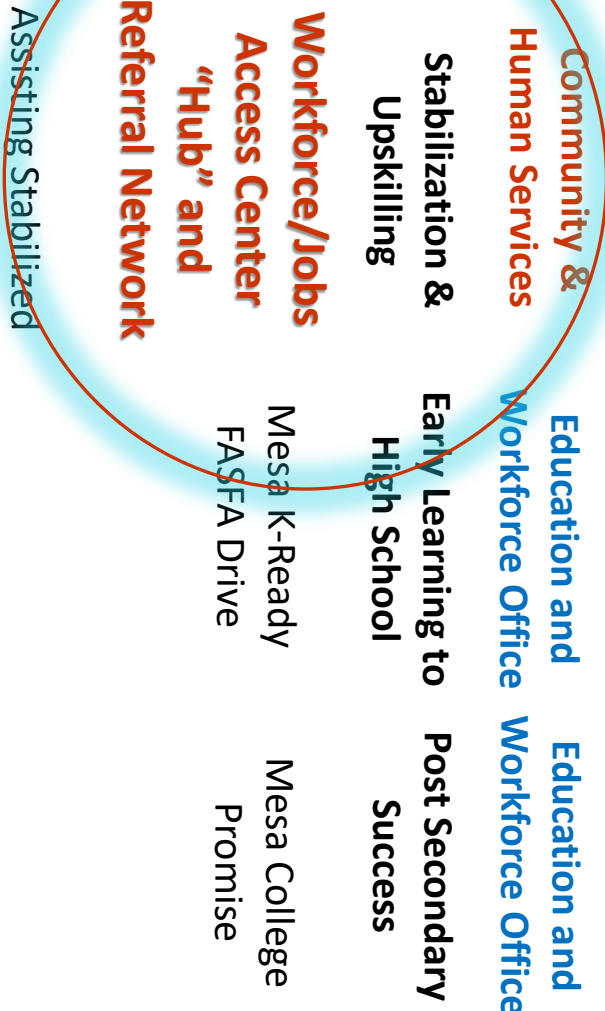 Community &
Human Services
Stabilization &
Upskilling
Workforce/Jobs
Access Center
“Hub” and
Referral Network
Assisting Stabilized
Education and
Workforce Office
Early Learning to
High School
Mesa K-Ready
FASFA Drive
Education and
Workforce Office
Post Secondary
Success
Mesa College
Promise